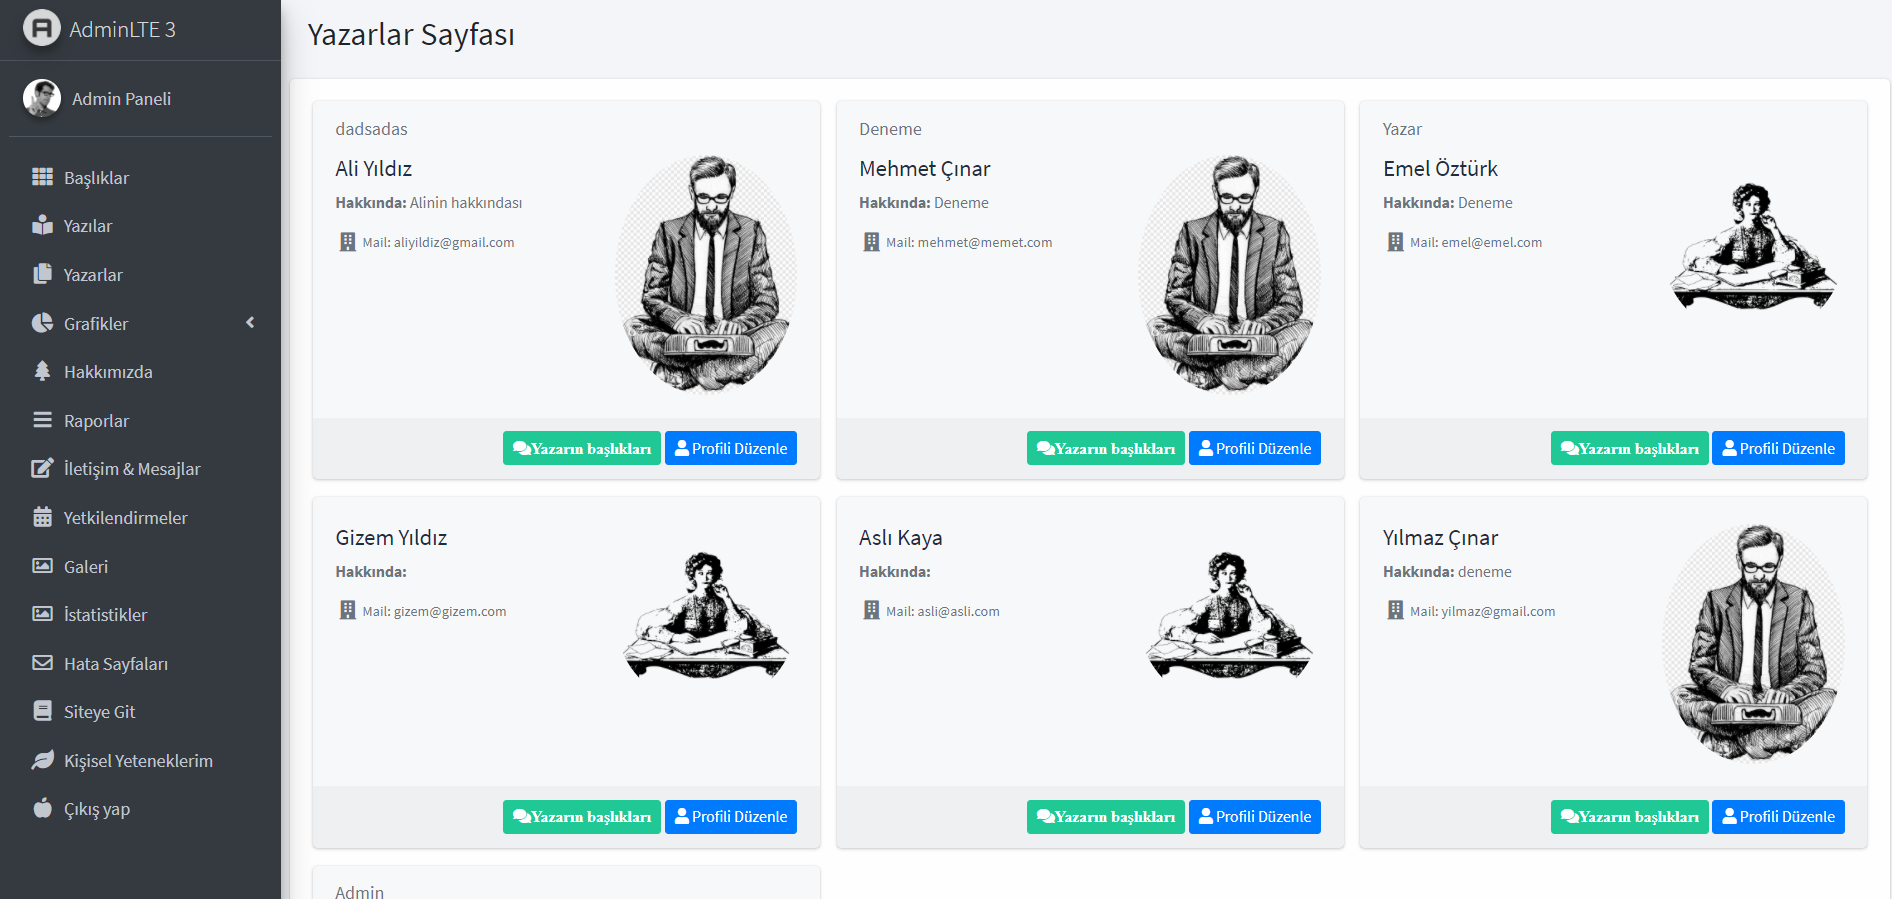 AdminLTE 3
Admin Paneli
Başlıklar
Yazılar
Yazarlar
Grafikler
Hakkımızda
Raporlar
İletişim & Mesajlar
Yetkilendirmeler
Galeri
İstatistikler
Hata Sayfaları
Siteye Git
Kişisel Yeteneklerim
Çıkış yap
Yazarlar Sayfası
dadsadas
Ali Yıldız
Hakkında: Alinin hakkındası
Mail: aliyildiz@gmail.com
Yazarın başlıkları Profili Düzenle
Deneme
Mehmet Çınar
Hakkında: Deneme
Mail: mehmet@memet.com
Yazarın başlıkları Profili Düzenle
Yazar
Emel Öztürk
Hakkında: Deneme
Mail: emel@emel.com
Yazarın başlıkları Profili Düzenle
Gizem Yıldız
Hakkında:
Mail: gizem@gizem.com
Yazarın başlıkları Profili Düzenle
Aslı Kaya
Hakkında:
Mail: asli@asli.com
Yazarın başlıkları Profili Düzenle
Yılmaz Çınar
Hakkında: deneme
Mail: yilmaz@gmail.com
Yazarın başlıkları Profili Düzenle
Admin